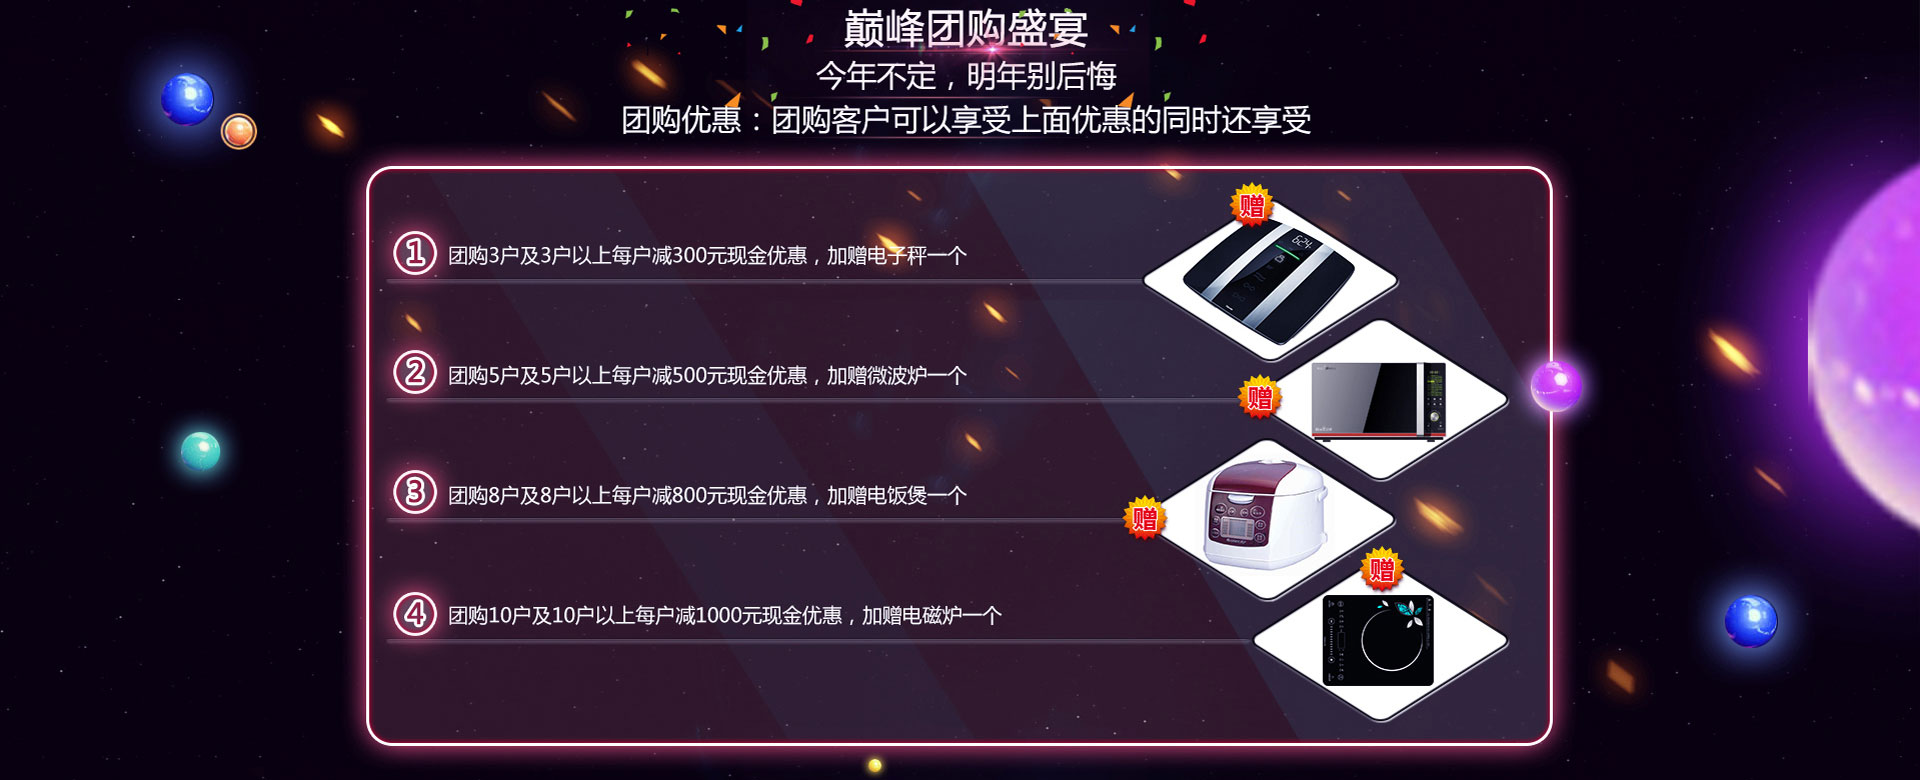 巅峰团购盛宴
今年不定，明年别后悔
团购优惠：团购客户可以享受上面优惠的同时还享受
赠
1 团购3户及3户以上每户减300元现金优惠，加赠电子秤一个
624
2 团购5户及5户以上每户减500元现金优惠，加赠微波炉一个
赠
3 团购8户及8户以上每户减800元现金优惠，加赠电饭煲一个
赠
赠
4 团购10户及10户以上每户减1000元现金优惠，加赠电磁炉一个